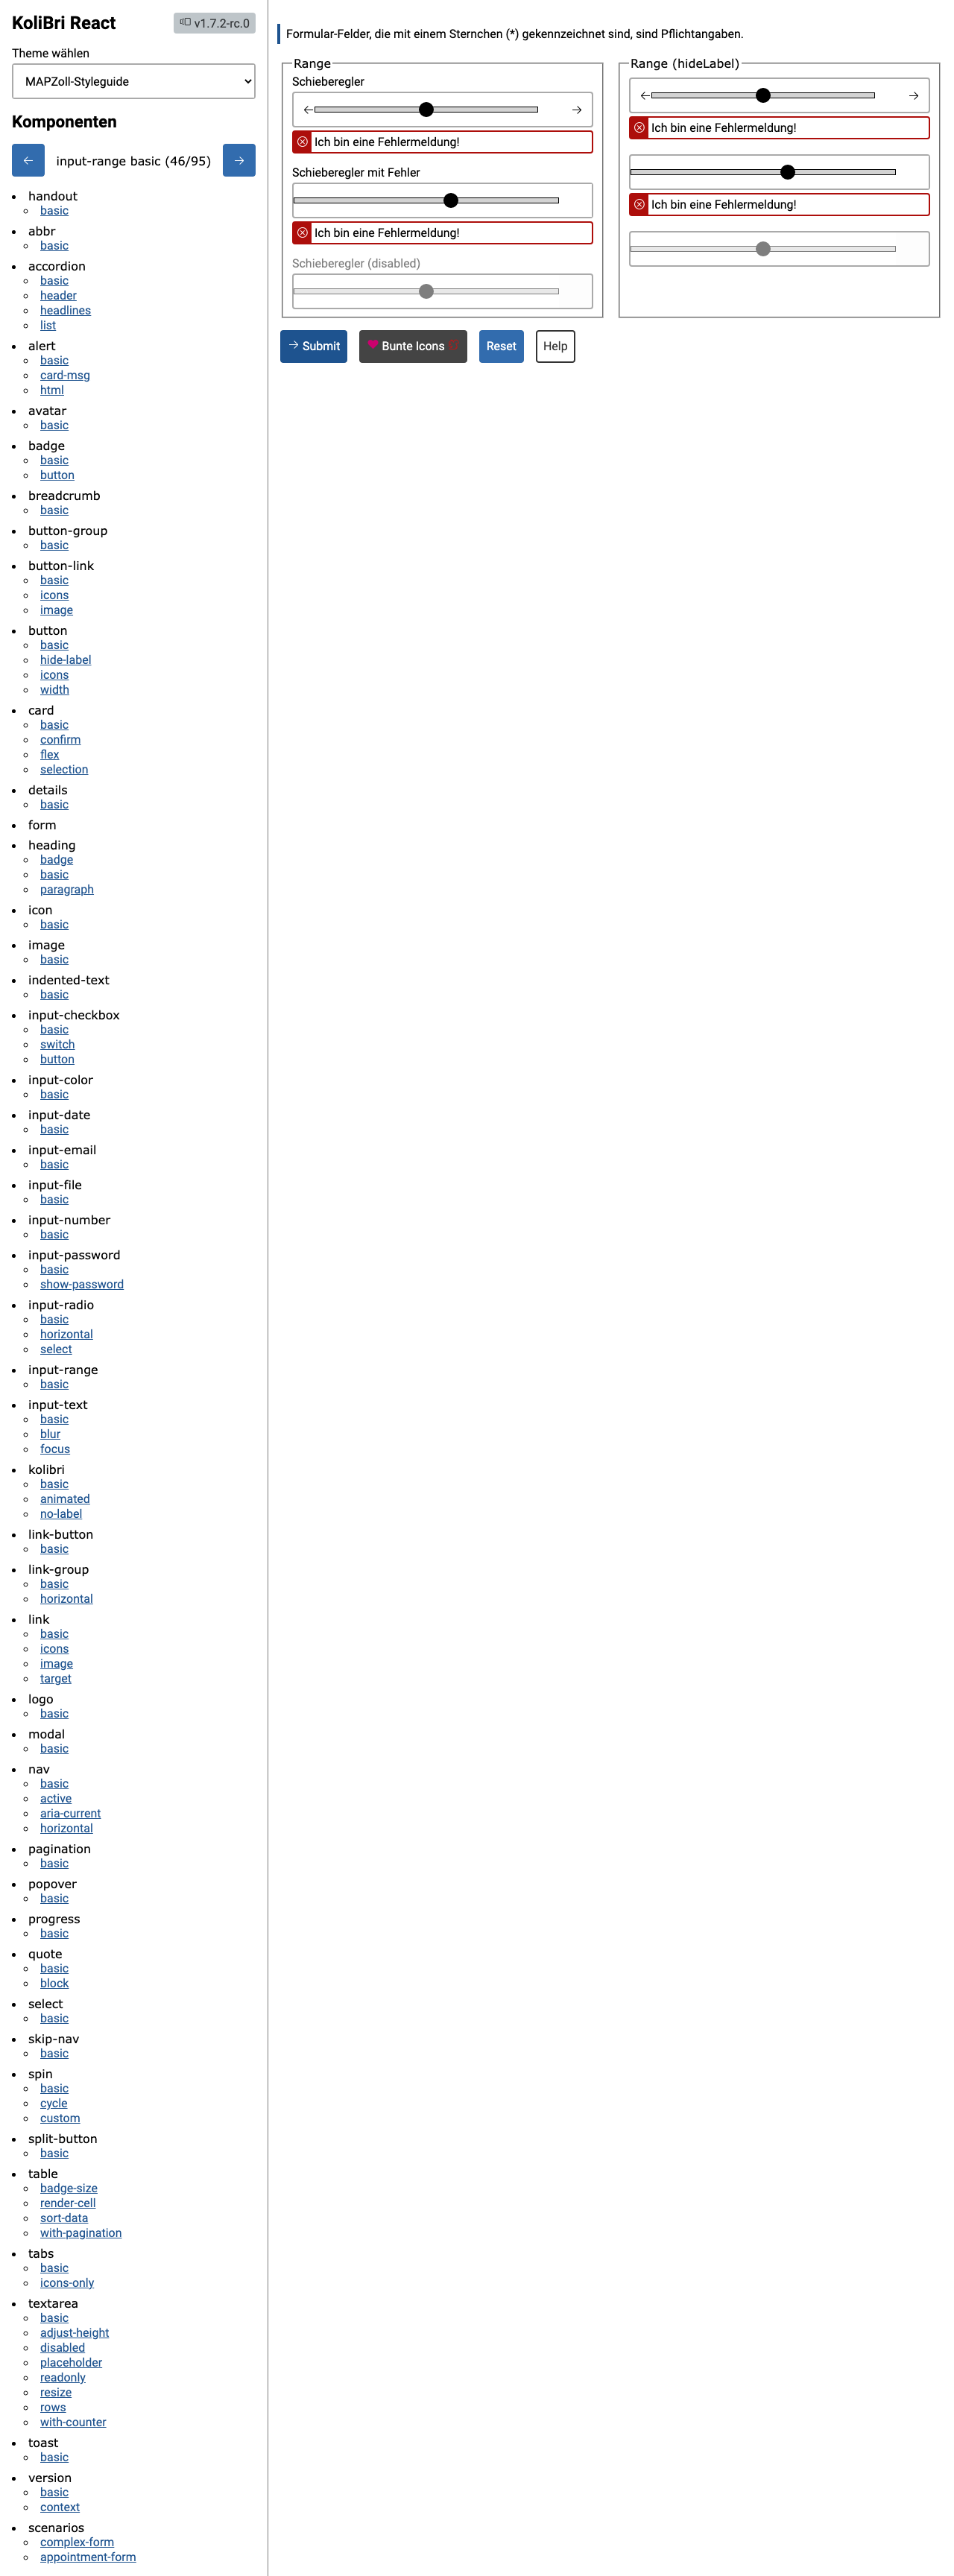 KoliBri React
v1.7.2-rc.0
Theme wählen
MAPZoll-Styleguide
Komponenten
input-range basic (46/95)
handout
basic
abbr
basic
accordion
basic
header
headlines
list
alert
basic
card-msg
html
avatar
basic
badge
basic
button
breadcrumb
basic
button-group
basic
button-link
basic
icons
image
button
basic
hide-label
icons
width
card
basic
confirm
flex
selection
details
basic
form
heading
badge
basic
paragraph
icon
basic
image
basic
indented-text
basic
input-checkbox
basic
switch
button
input-color
basic
input-date
basic
input-email
basic
input-file
basic
input-number
basic
input-password
basic
show-password
input-radio
basic
horizontal
select
input-range
basic
input-text
basic
blur
focus
kolibri
basic
animated
no-label
link-button
basic
link-group
basic
horizontal
link
basic
icons
image
target
logo
basic
modal
basic
nav
basic
active
aria-current
horizontal
pagination
basic
popover
basic
progress
basic
quote
basic
block
select
basic
skip-nav
basic
spin
basic
cycle
custom
split-button
basic
table
badge-size
render-cell
sort-data
with-pagination
tabs
basic
icons-only
textarea
basic
adjust-height
disabled
placeholder
readonly
resize
rows
with-counter
toast
basic
version
basic
context
scenarios
complex-form
appointment-form
Formular-Felder, die mit einem Sternchen (*) gekennzeichnet sind, sind Pflichtangaben.
Range
Schieberegler
Ich bin eine Fehlermeldung!
Schieberegler mit Fehler
Ich bin eine Fehlermeldung!
Schieberegler (disabled)
Range (hideLabel)
Ich bin eine Fehlermeldung!
Ich bin eine Fehlermeldung!
Submit
Bunte Icons
Reset
Help